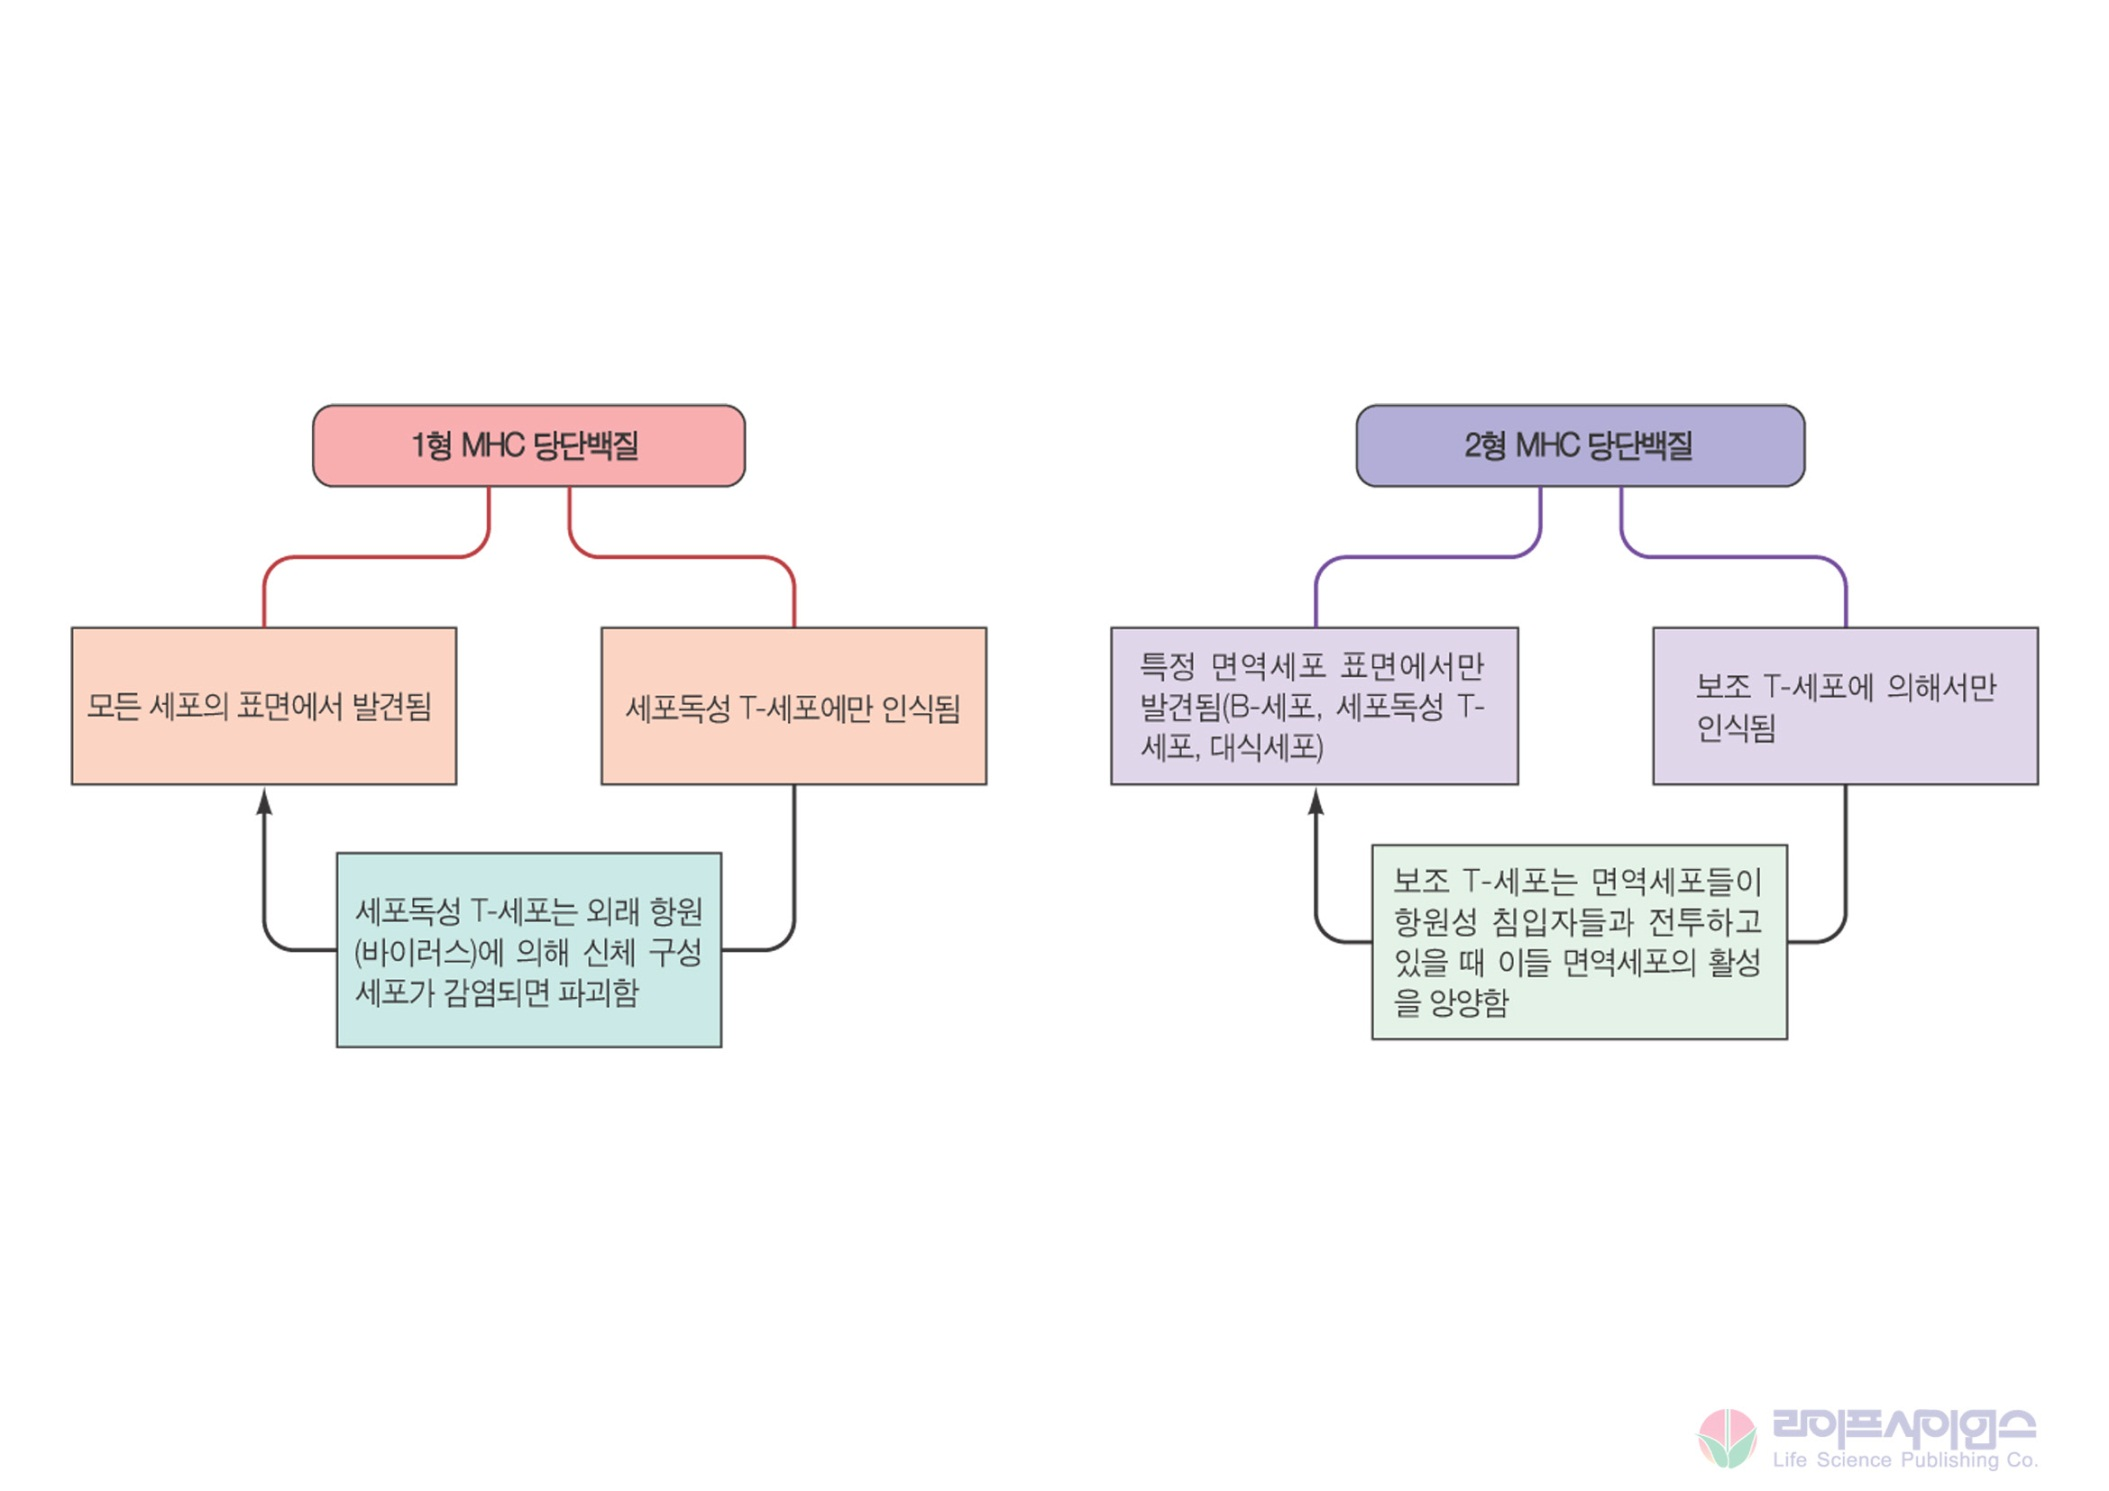 1형 MHC 당단백질
모든 세포의 표면에서 발견됨
세포독성 T-세포에만 인식됨
세포독성 T-세포는 외래 항원
(바이러스)에 의해 신체 구성
세포가 감염되면 파괴함
2형 MHC 당단백질
특정 면역세포 표면에서만
발견됨(B-세포, 세포독성 T-
세포, 대식세포)
보조 T-세포에 의해서만
인식됨
보조 T-세포는 면역세포들이
항원성 침입자들과 전투하고
있을 때 이들 면역세포의 활성
을 앙양함
라이프사이언스
Life Science Publishing Co.